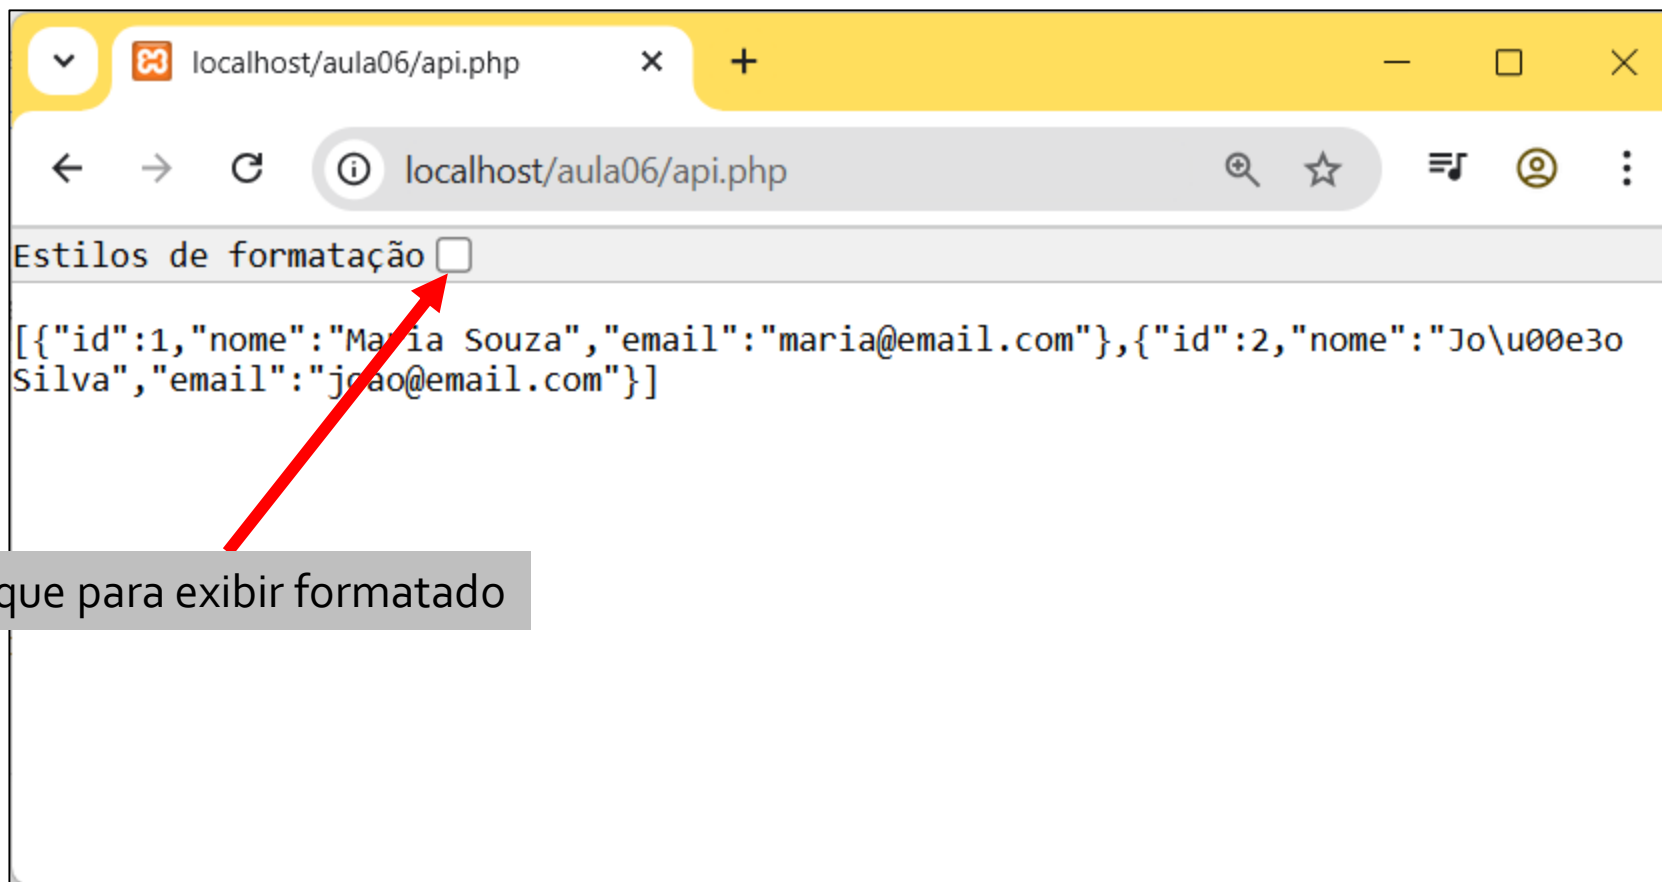 localhost/aula06/api.php
localhost/aula06/api.php
Estilos de formatação
[{"id":1,"nome":"Maria Souza","email":"maria@email.com"},{"id":2,"nome":"Jo\u00e3o
Silva","email":"joao@email.com"}]
que para exibir formatado